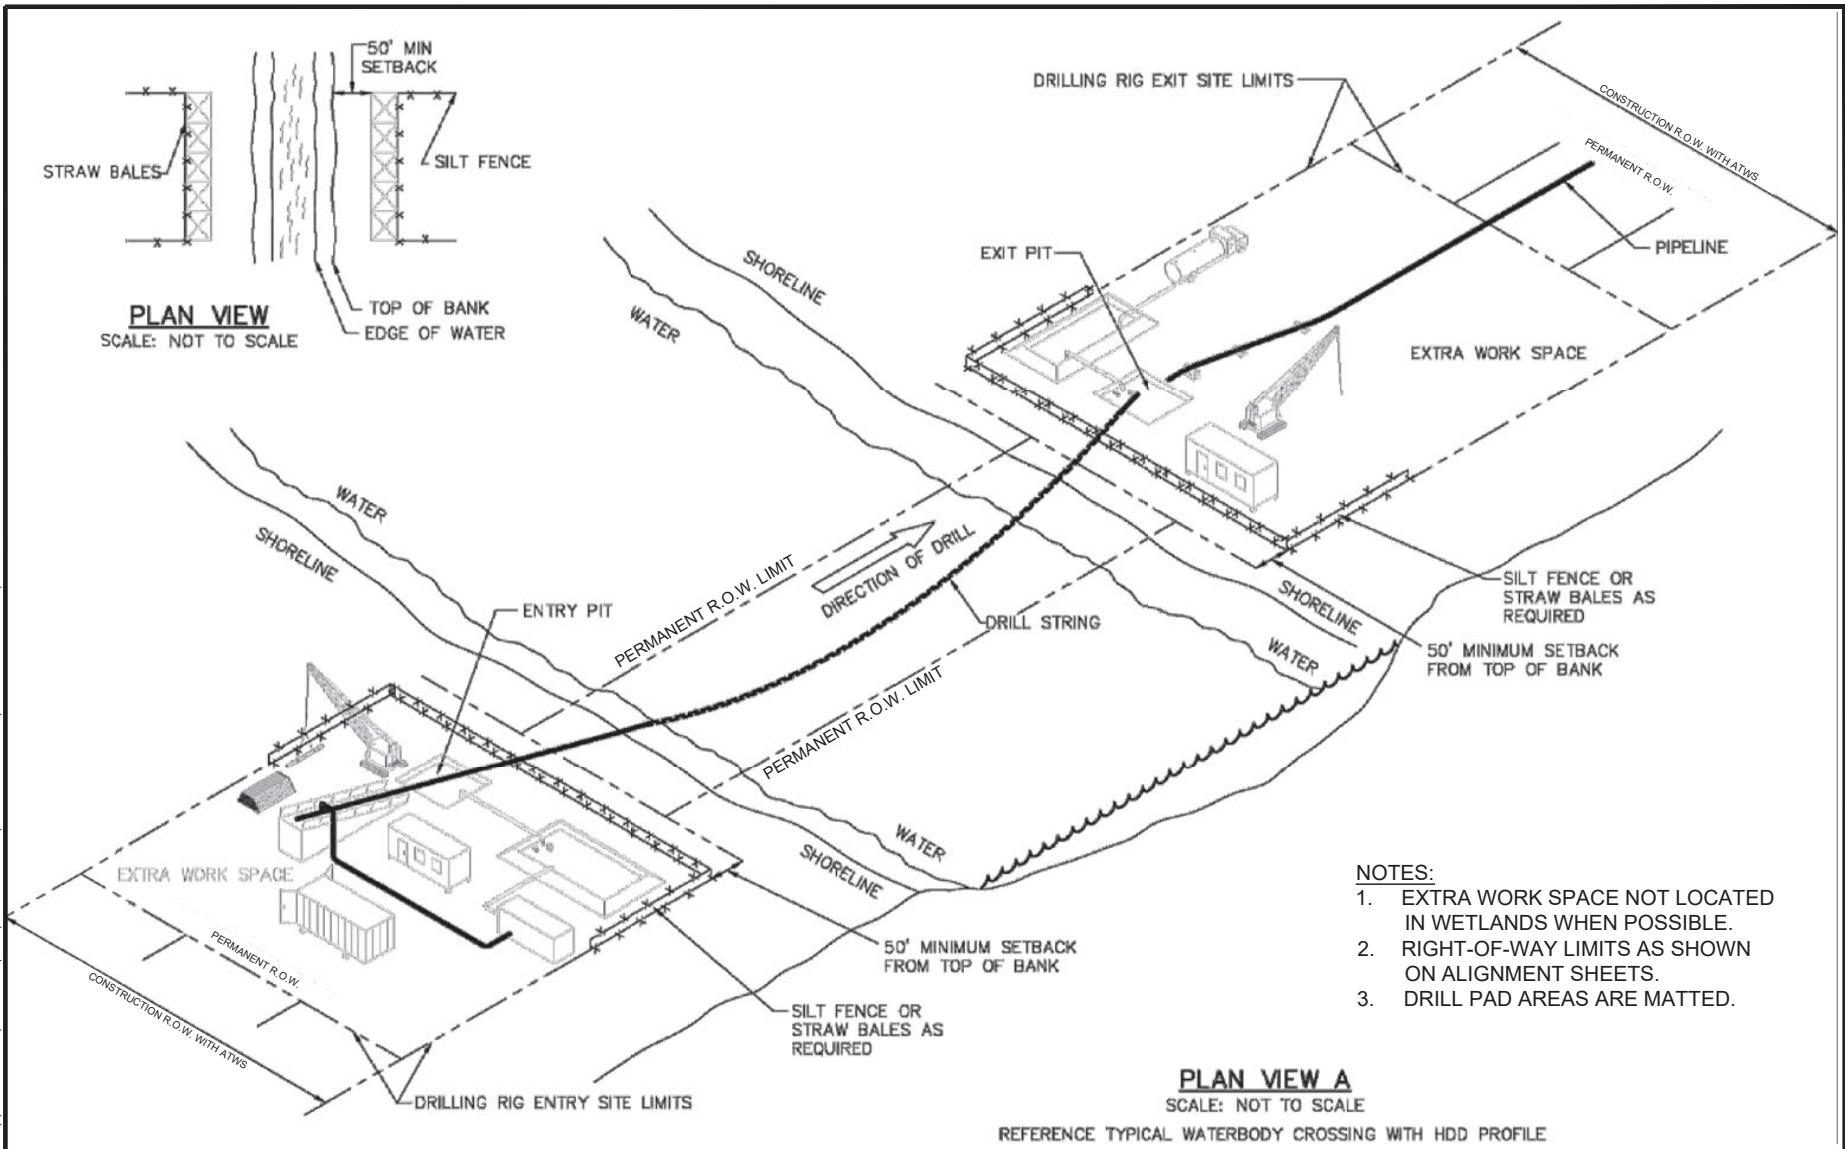 50' MIN
SETBACK
STRAW BALES
SILT FENCE
TOP OF BANK
EDGE OF WATER
PLAN VIEW
SCALE: NOT TO SCALE
DRILLING RIG EXIT SITE LIMITS
CONSTRUCTION R.O.W. WITH ATWS
PERMANENT R.O.W.
PIPELINE
EXIT PIT
EXTRA WORK SPACE
SHORELINE
WATER
WATER
SHORELINE
DIRECTION OF DRILL
PERMANENT R.O.W. LIMIT
ENTRY PIT
DRILL STRING
PERMANENT R.O.W. LIMIT
SILT FENCE OR
STRAW BALES AS
REQUIRED
SHORELINE
WATER
50' MINIMUM SETBACK
FROM TOP OF BANK
WATER
SHORELINE
EXTRA WORK SPACE
PERMANENT R.O.W.
CONSTRUCTION R.O.W. WITH ATWS
50' MINIMUM SETBACK
FROM TOP OF BANK
SILT FENCE OR
STRAW BALES AS
REQUIRED
DRILLING RIG ENTRY SITE LIMITS
NOTES:
1. EXTRA WORK SPACE NOT LOCATED
IN WETLANDS WHEN POSSIBLE.
2. RIGHT-OF-WAY LIMITS AS SHOWN
ON ALIGNMENT SHEETS.
3. DRILL PAD AREAS ARE MATTED.
PLAN VIEW A
SCALE: NOT TO SCALE
REFERENCE TYPICAL WATERBODY CROSSING WITH HDD PROFILE